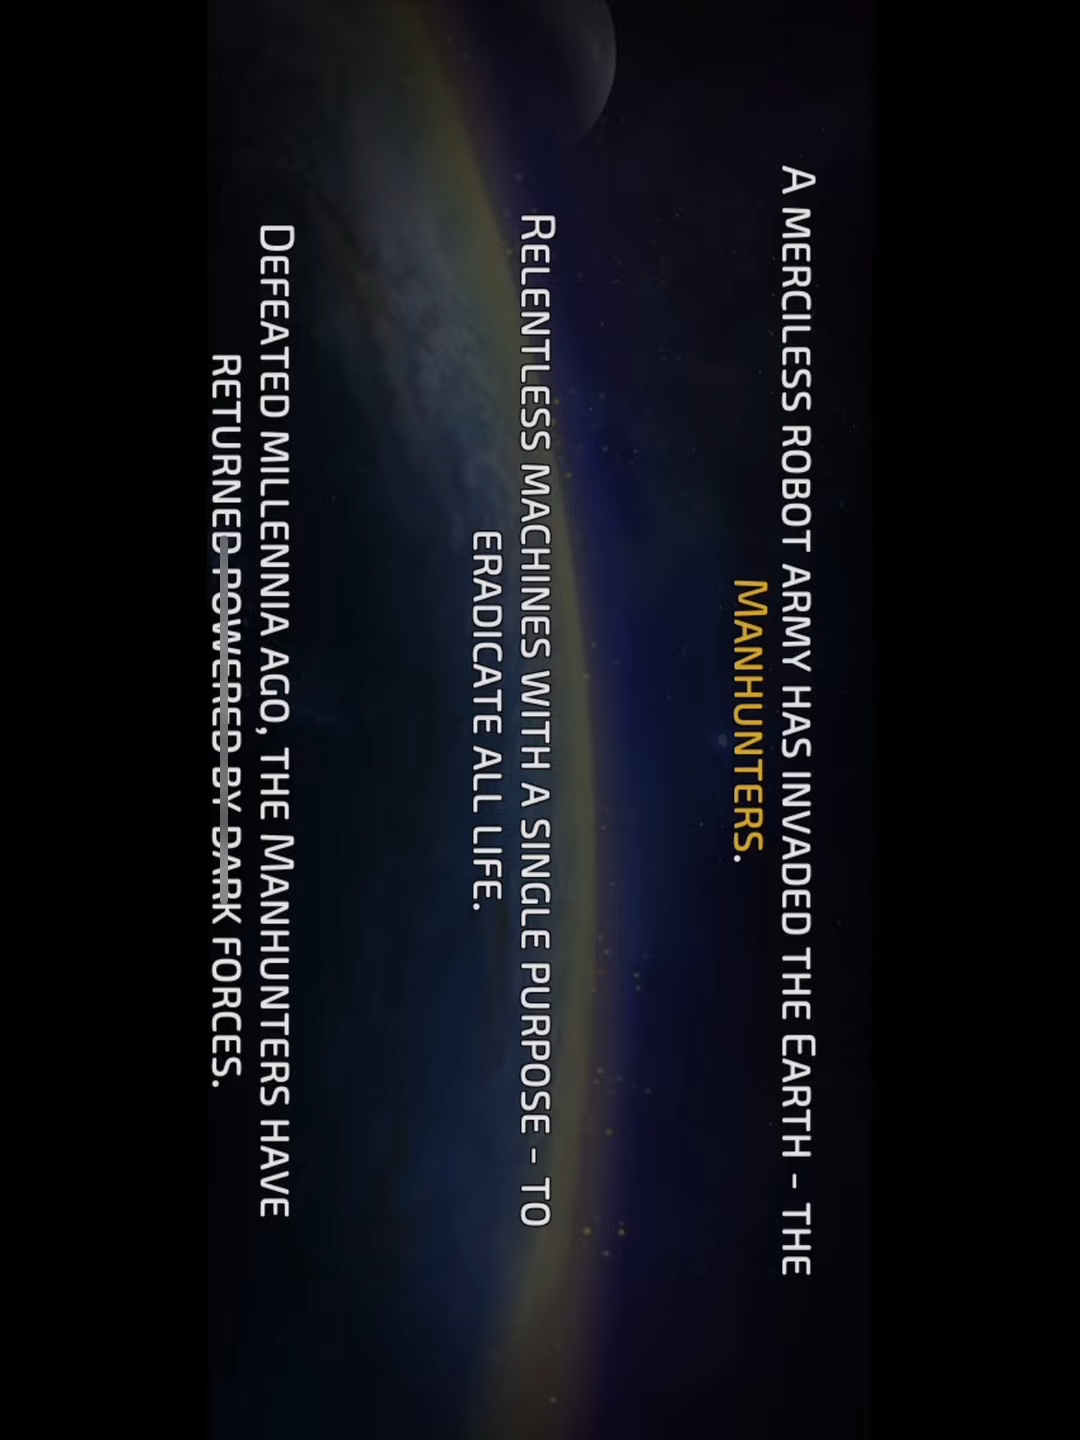 A MERCILESS ROBOT ARMY HAS INVADED THE EARTH - THE
MANHUNTERS.
RELENTLESS MACHINES WITH A SINGLE PURPOSE - TO
ERADICATE ALL LIFE.
DEFEATED MILLENNIA AGO, THE MANHUNTERS HAVE
RETURNED POWERED BY DARK FORCES.